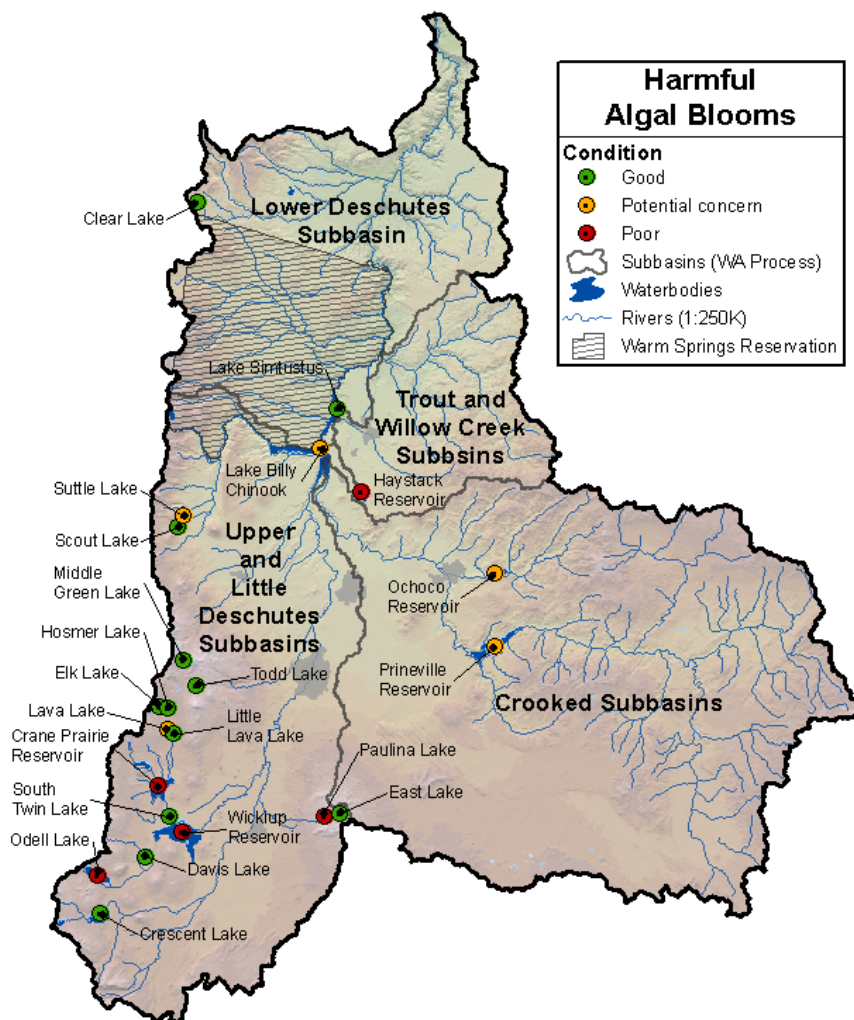 Harmful
Algal Blooms
Condition
Good
Potential concern
Poor
Subbasins (WA Process)
Waterbodies
Rivers (1:250K)
Warm Springs Reservation
Clear Lake
Lower Deschutes
Subbasin
Lake Simtustus
Trout and
Willow Creek
Subbsins
Lake Billy
Chinook
Haystack
Reservoir
Suttle Lake
Scout Lake
Upper
and
Little
Deschutes
Subbasins
Middle
Green Lake
Ochoco
Reservoir
Hosmer Lake
Elk Lake
Todd Lake
Prineville
Reservoir
Crooked Subbasins
Lava Lake
Little
Lava Lake
Crane Prairie
Reservoir
Paulina Lake
East Lake
South
Twin Lake
Wickiup
Reservoir
Odell Lake
Davis Lake
Crescent Lake